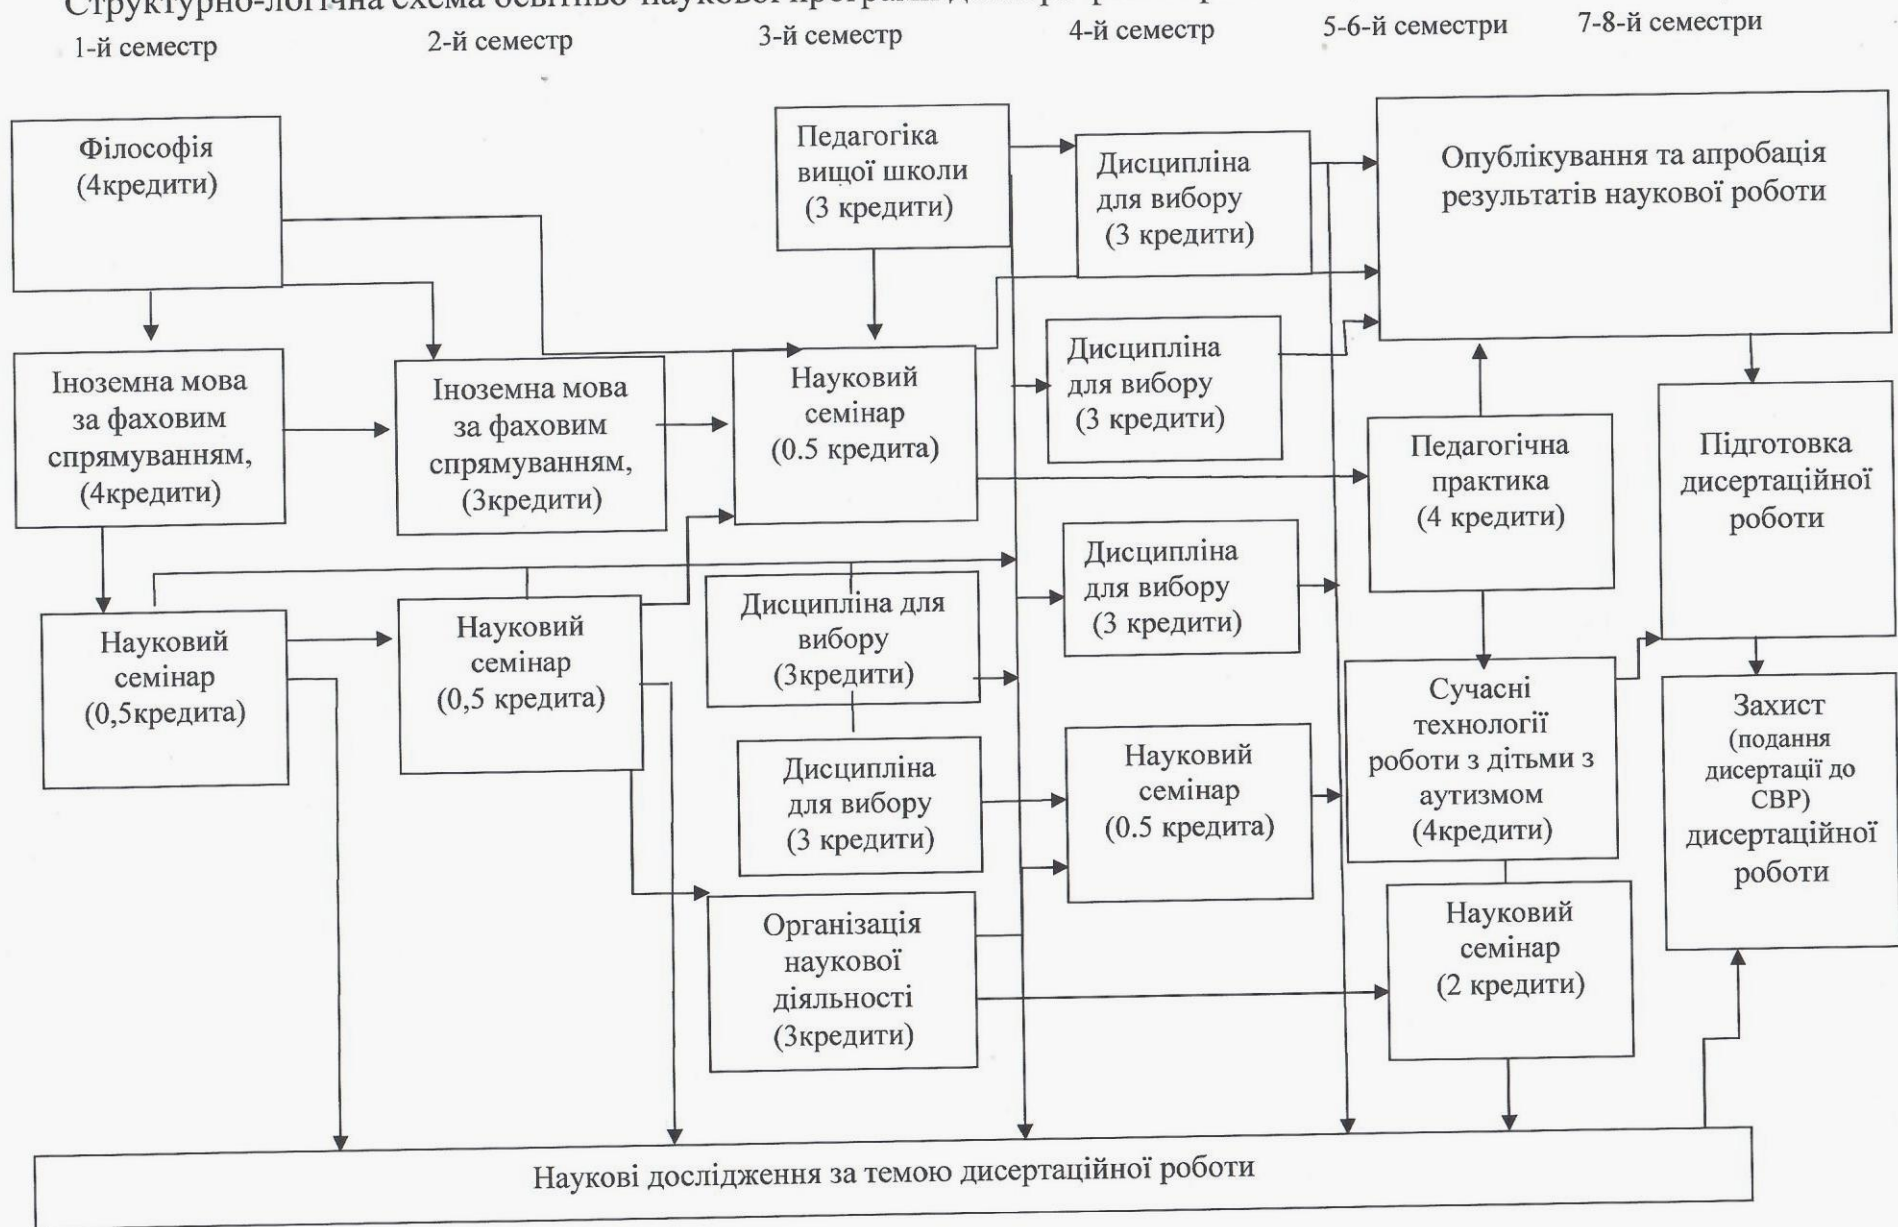 Структурно-логічна схема освітньо-наукової програми
1-й семестр
2-й семестр
3-й семестр
4-й семестр
5-6-й семестри
7-8-й семестри
Філософія
(4кредити)
Іноземна мова
за фаховим
спрямуванням,
(4кредити)
Науковий
семінар
(0,5кредита)
Іноземна мова
за фаховим
спрямуванням,
(3кредити)
Науковий
семінар
(0,5 кредита)
Педагогіка
вищої школи
(3 кредити)
Науковий
семінар
(0.5 кредита)
Дисципліна для
вибору
(3кредити)
Дисципліна
для вибору
(3 кредити)
Організація
наукової
діяльності
(3кредити)
Дисципліна
для вибору
(3 кредити)
Дисципліна
для вибору
(3 кредити)
Дисципліна
для вибору
(3 кредити)
Науковий
семінар
(0.5 кредита)
Опублікування та апробація
результатів наукової роботи
Педагогічна
практика
(4 кредити)
Сучасні
технології
роботи з дітьми з
аутизмом
(4кредити)
Науковий
семінар
(2 кредити)
Підготовка
дисертаційної
роботи
Захист
(подання
дисертації до
СВР)
дисертаційної
роботи
Наукові дослідження за темою дисертаційної роботи